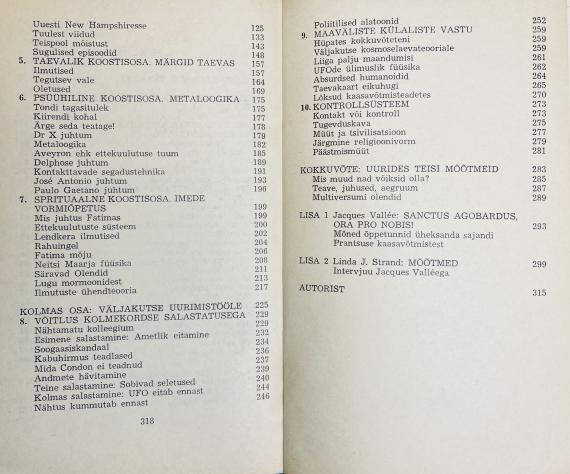 Uuesti New Hampshiresse 125
Tuulest viidud 133
Teispool mõistust 143
Sugulised episoodid 148
5. TAEVALIK KOOSTISOSA. MÄRGID TAEVAS 157
Ilmutised 157
Tegutsev vale 164
Oletused 169
6. PSÜÜHILINE KOOSTISOSA. METALOOGIKA 175
Tondi tagasitulek 175
Kiirendi kohal 177
Ärge seda teatage! 178
Dr X juhtum 179
Metaloogika 182
Aveyron ehk ettekuulutuse tuum 185
Delphose juhtum 189
Kontakttavade segadustehnika 191
José Antonio juhtum 193
Paulo Gaetano juhtum 196
7. SPRITUAALNE KOOSTISOSA. IMEDE
VORMIÕPETUS 199
Mis juhtus Fatimas 199
Ettekuulutuste süsteem 200
Lendkera ilmutised 202
Rahuingel 204
Fatima mõju 206
Neitsi Maarja füüsika 208
Säravad Olendid 211
Lugu mormoonidest 213
Ilmutuste ühendteooria 217
KOLMAS OSA: VÄLJAKUTSE UURIMISTÖÖLE 225
8. VÕITLUS KOLMEKORDSE SALASTATUSEGA 229
Nähtamatu kolleegium 229
Esimene salastamine: Ametlik eitamine 232
Soogaasiskandaal 234
Kabuhirmus teadlased 236
Mida Condon ei teadnud 237
Andmete hävitamine 239
Teine salastamine: Sobivad seletused 240
Kolmas salastamine: UFO eitab ennast 244
Nähtus kummutab ennast 246
318
Poliitilised alatoonid 252
9. MAAVÄLISTE KÜLALISTE VASTU 259
Hüpates kokkuvõteteni 259
Väljakutse kosmoselaevateooriale 259
Liiga palju maandumisi 261
UFOde ülimuslik füüsika 262
Absurdsed humanoidid 264
Taevakaart eikuhugi 265
Lõksud kaasavõtmisteadetes 270
10. KONTROLLSÜSTEEM 273
Kontakt või kontroll 273
Tugevduskava 275
Müüt ja tsivilisatsioon 277
Järgmine religioonivorm 279
Päästmismüüt 281
KOKKUVÕTE: UURIDES TEISI MÕÕTMEID 283
Mis muud nad võiksid olla? 285
Teave, juhused, aegruum 287
Multiversumi olendid 289
LISA 1 Jacques Vallée: SANCTUS AGOBARDUS,
ORA PRO NOBIS! 293
Mõned õppetunnid üheksanda sajandi
Prantsuse kaasavõtmistest
LISA 2 Linda J. Strand: MÕÕTMED 299
Intervjuu Jacques Valléega
AUTORIST 315